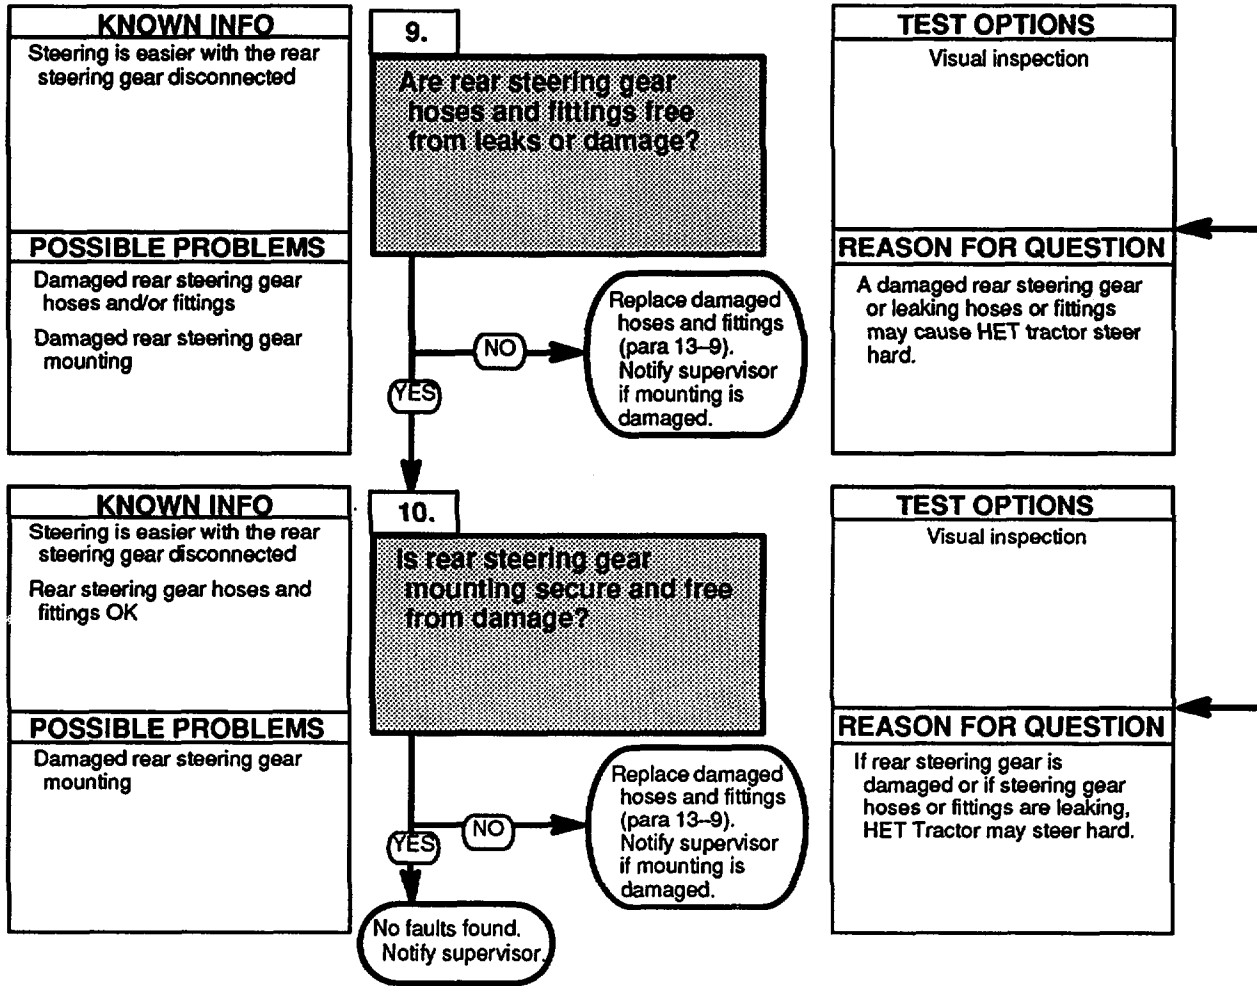 KNOWN INFO
Steering is easier with the rear
steering gear disconnected
POSSIBLE PROBLEMS
Damaged rear steering gear
hoses and/or fittings
Damaged rear steering gear
mounting
9.
Are rear steering gear
hoses and fittings free
from leaks or damage?
NO
YES
Replace damaged
hoses and fittings
(para 13–9).
Notify supervisor
if mounting is
damaged.
TEST OPTIONS
Visual inspection
REASON FOR QUESTION
A damaged rear steering gear
or leaking hoses or fittings
may cause HET tractor steer
hard.
KNOWN INFO
Steering is easier with the rear
steering gear disconnected
Rear steering gear hoses and
fittings OK
POSSIBLE PROBLEMS
Damaged rear steering gear
mounting
10.
Is rear steering gear
mounting secure and free
from damage?
NO
YES
Replace damaged
hoses and fittings
(para 13–9).
Notify supervisor
if mounting is
damaged.
No faults found.
Notify supervisor.
TEST OPTIONS
Visual inspection
REASON FOR QUESTION
If rear steering gear is
damaged or if steering gear
hoses or fittings are leaking,
HET Tractor may steer hard.